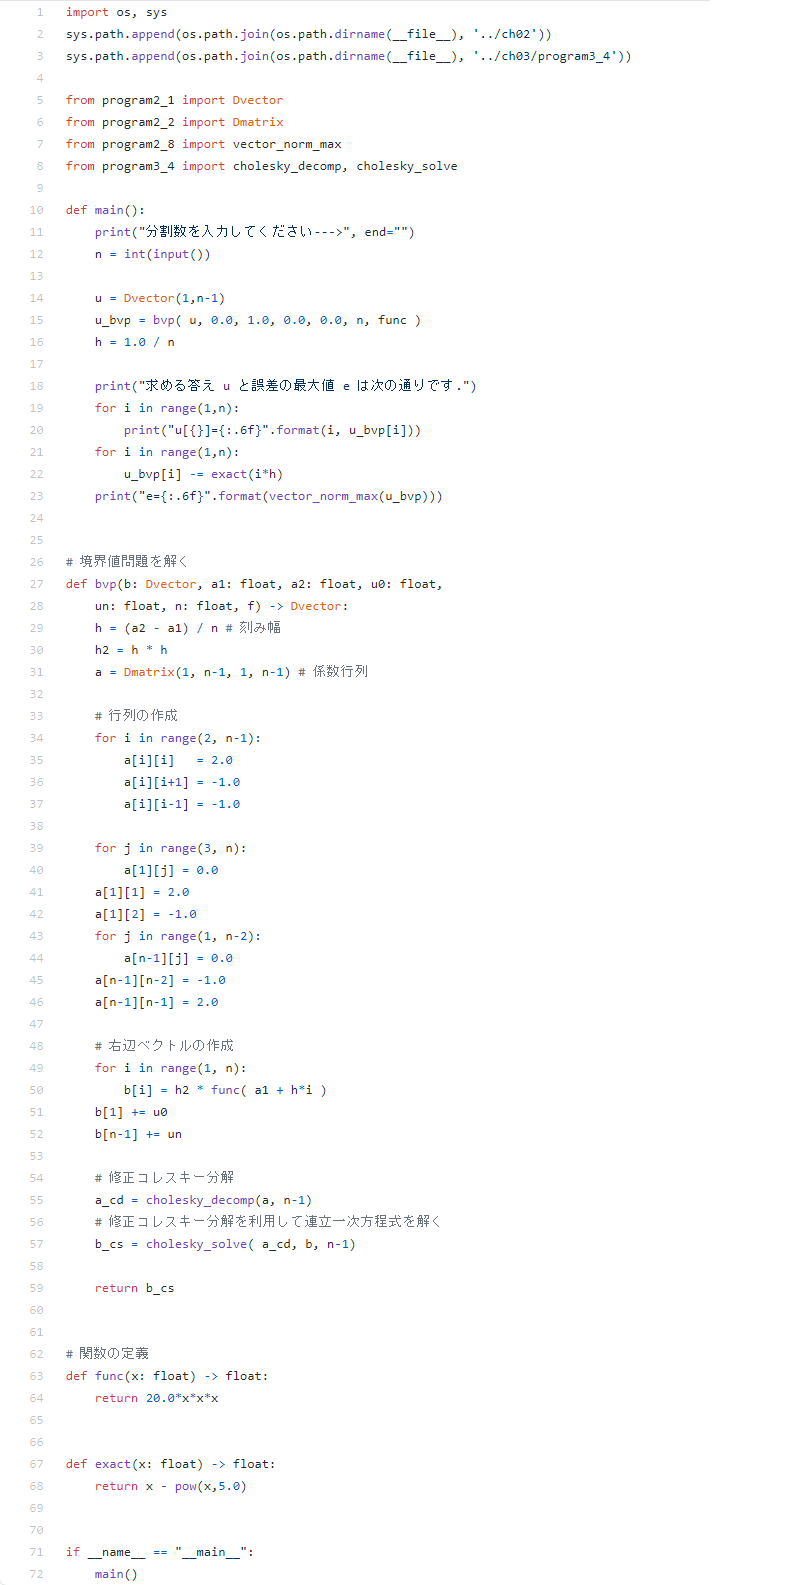 1 import os, sys
2 sys.path.append(os.path.join(os.path.dirname(__file__), '../ch02'))
3 sys.path.append(os.path.join(os.path.dirname(__file__), '../ch03/program3_4'))
4
5 from program2_1 import Dvector
6 from program2_2 import Dmatrix
7 from program2_8 import vector_norm_max
8 from program3_4 import cholesky_decomp, cholesky_solve
9
10 def main():
11     print("分割数を入力してください--->", end="")
12     n = int(input())
13
14     u = Dvector(1,n-1)
15     u_bvp = bvp( u, 0.0, 1.0, 0.0, 0.0, n, func )
16     h = 1.0 / n
17
18     print("求める答え u と誤差の最大値 e は次の通りです.")
19     for i in range(1,n):
20         print("u[{}]={:.6f}".format(i, u_bvp[i]))
21     for i in range(1,n):
22         u_bvp[i] -= exact(i*h)
23     print("e={:.6f}".format(vector_norm_max(u_bvp)))
24
25
26 # 境界値問題を解く
27 def bvp(b: Dvector, a1: float, a2: float, u0: float,
28     un: float, n: float, f) -> Dvector:
29     h = (a2 - a1) / n # 刻み幅
30     h2 = h * h
31     a = Dmatrix(1, n-1, 1, n-1) # 係数行列
32
33     # 行列の作成
34     for i in range(2, n-1):
35         a[i][i]   = 2.0
36         a[i][i+1] = -1.0
37         a[i][i-1] = -1.0
38
39     for j in range(3, n):
40         a[1][j] = 0.0
41     a[1][1] = 2.0
42     a[1][2] = -1.0
43     for j in range(1, n-2):
44         a[n-1][j] = 0.0
45     a[n-1][n-2] = -1.0
46     a[n-1][n-1] = 2.0
47
48     # 右辺ベクトルの作成
49     for i in range(1, n):
50         b[i] = h2 * func( a1 + h*i )
51     b[1] += u0
52     b[n-1] += un
53
54     # 修正コレスキー分解
55     a_cd = cholesky_decomp(a, n-1)
56     # 修正コレスキー分解を利用して連立一次方程式を解く
57     b_cs = cholesky_solve( a_cd, b, n-1)
58
59     return b_cs
60
61
62 # 関数の定義
63 def func(x: float) -> float:
64     return 20.0*x*x*x
65
66
67 def exact(x: float) -> float:
68     return x - pow(x,5.0)
69
70
71 if __name__ == "__main__":
72     main()